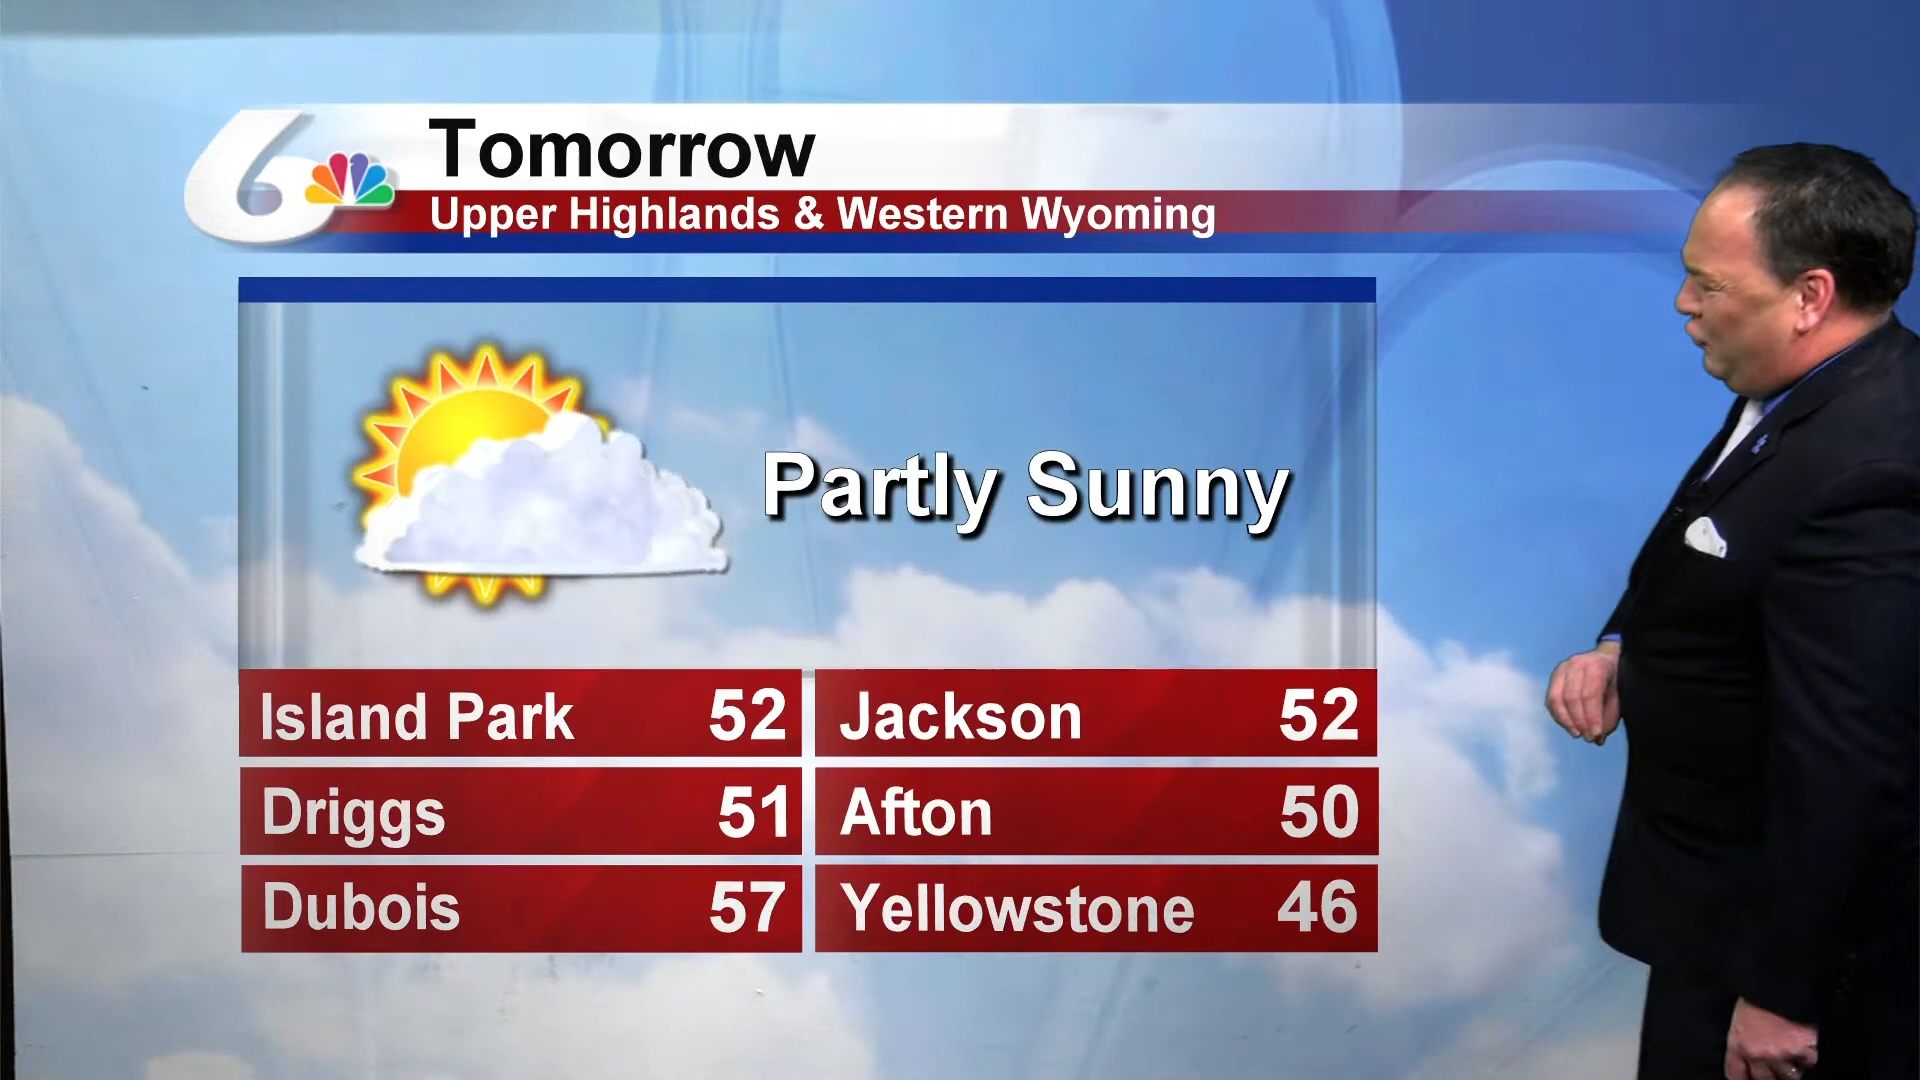 6
Tomorrow
Upper Highlands & Western Wyoming
Partly Sunny
Island Park 52
Jackson 52
Driggs 51
Afton 50
Dubois 57
Yellowstone 46